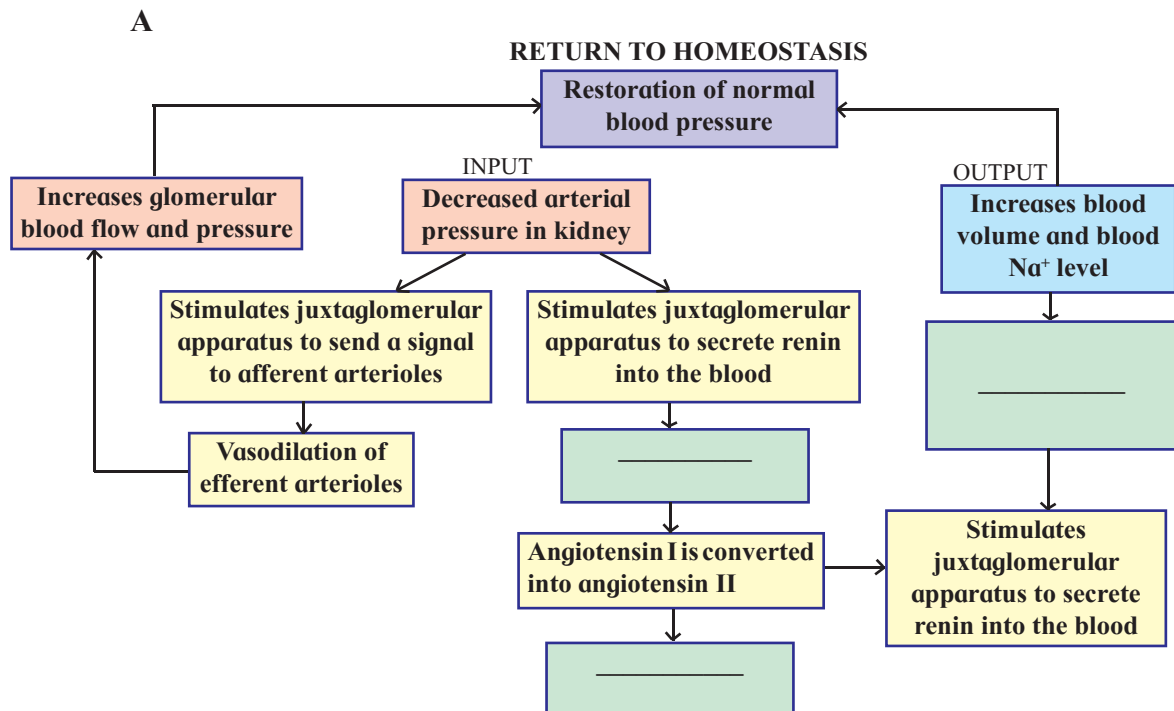 A
RETURN TO HOMEOSTASIS
Restoration of normal
blood pressure
INPUT
OUTPUT
Increases glomerular
blood flow and pressure
Decreased arterial
pressure in kidney
Increases blood
volume and blood
Na⁺ level
Stimulates juxtaglomerular
apparatus to send a signal
to afferent arterioles
Stimulates juxtaglomerular
apparatus to secrete renin
into the blood
Vasodilation of
efferent arterioles
Angiotensin I is converted
into angiotensin II
Stimulates
juxtaglomerular
apparatus to secrete
renin into the blood